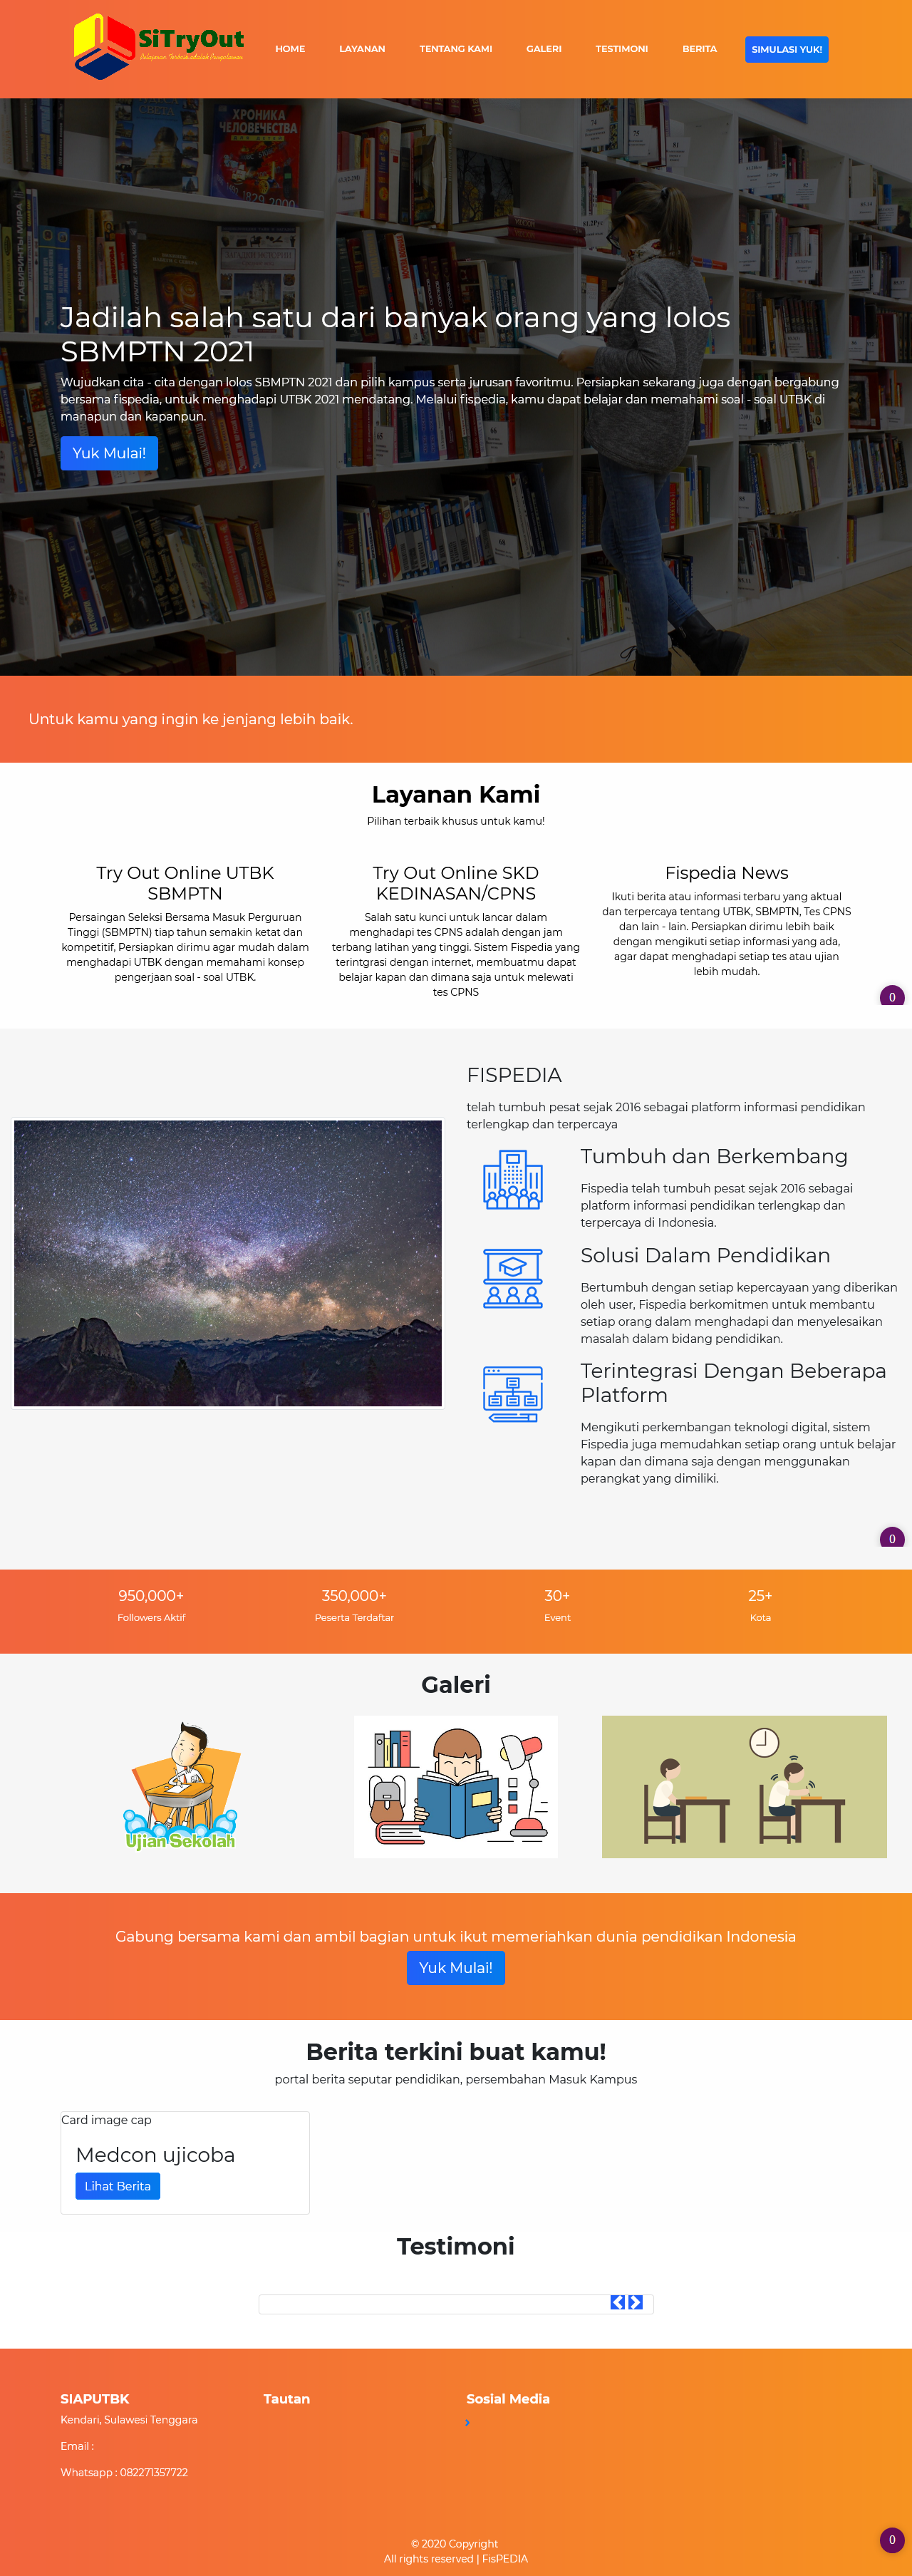 SiTryOut
HOME
LAYANAN
TENTANG KAMI
GALERI
TESTIMONI
BERITA
SIMULASI YUK!
ХРОНИКА
ЧЕЛОВЕЧЕСТВА
Jadilah salah satu dari banyak orang yang lolos
SBMPTN 2021
Wujudkan cita - cita dengan lolos SBMPTN 2021 dan pilih kampus serta jurusan favoritmu. Persiapkan sekarang juga dengan bergabung
bersama fispedia, untuk menghadapi UTBK 2021 mendatang. Melalui fispedia, kamu dapat belajar dan memahami soal - soal UTBK di
manapun dan kapanpun.
Yuk Mulai!
Untuk kamu yang ingin ke jenjang lebih baik.
Layanan Kami
Pilihan terbaik khusus untuk kamu!
Try Out Online UTBK
SBMPTN
Persaingan Seleksi Bersama Masuk Perguruan
Tinggi (SBMPTN) tiap tahun semakin ketat dan
kompetitif, Persiapkan dirimu agar mudah dalam
menghadapi UTBK dengan memahami konsep
pengerjaan soal - soal UTBK.
Try Out Online SKD
KEDINASAN/CPNS
Salah satu kunci untuk lancar dalam
menghadapi tes CPNS adalah dengan jam
terbang latihan yang tinggi. Sistem Fispedia yang
terintgrasi dengan internet, membuatmu dapat
belajar kapan dan dimana saja untuk melewati
tes CPNS
Fispedia News
Ikuti berita atau informasi terbaru yang aktual
dan terpercaya tentang UTBK, SBMPTN, Tes CPNS
dan lain - lain. Persiapkan dirimu lebih baik
dengan mengikuti setiap informasi yang ada,
agar dapat menghadapi setiap tes atau ujian
lebih mudah.
0
FISPEDIA
telah tumbuh pesat sejak 2016 sebagai platform informasi pendidikan
terlengkap dan terpercaya
Tumbuh dan Berkembang
Fispedia telah tumbuh pesat sejak 2016 sebagai
platform informasi pendidikan terlengkap dan
terpercaya di Indonesia.
Solusi Dalam Pendidikan
Bertumbuh dengan setiap kepercayaan yang diberikan
oleh user, Fispedia berkomitmen untuk membantu
setiap orang dalam menghadapi dan menyelesaikan
masalah dalam bidang pendidikan.
Terintegrasi Dengan Beberapa
Platform
Mengikuti perkembangan teknologi digital, sistem
Fispedia juga memudahkan setiap orang untuk belajar
kapan dan dimana saja dengan menggunakan
perangkat yang dimiliki.
0
950,000+
Followers Aktif
350,000+
Peserta Terdaftar
30+
Event
25+
Kota
Galeri
Ujian Sekolah
Gabung bersama kami dan ambil bagian untuk ikut memeriahkan dunia pendidikan Indonesia
Yuk Mulai!
Berita terkini buat kamu!
portal berita seputar pendidikan, persembahan Masuk Kampus
Card image cap
Medcon ujicoba
Lihat Berita
Testimoni
SIAPUTBK
Kendari, Sulawesi Tenggara
Email :
Whatsapp : 082271357722
Tautan
Sosial Media
© 2020 Copyright
All rights reserved | FisPEDIA
0